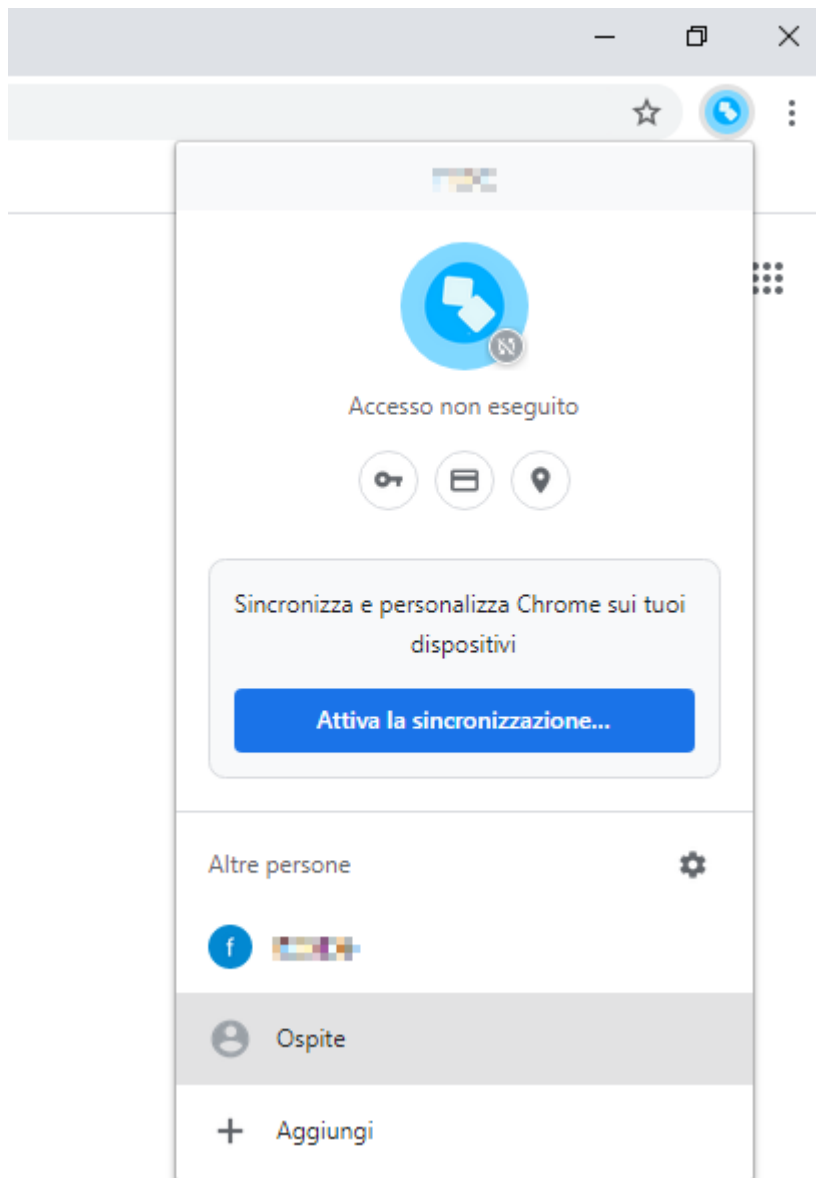 Accesso non eseguito
Sincronizza e personalizza Chrome sui tuoi
dispositivi
Attiva la sincronizzazione...
Altre persone
f
Ospite
Aggiungi